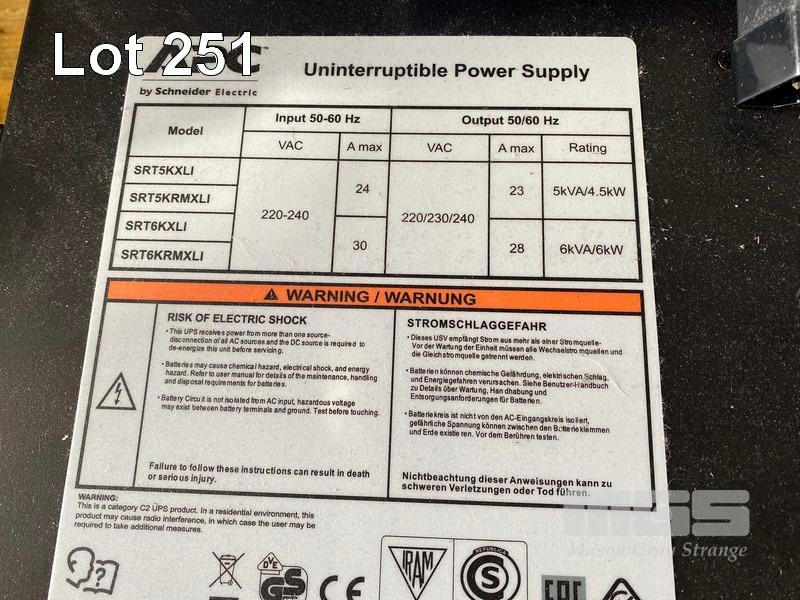 Lot 251
APC™
Uninterruptible Power Supply
by Schneider Electric
Model
Input 50-60 Hz
Output 50/60 Hz
VAC
A max
VAC
A max
Rating
SRT5KXLI
SRT5KRMXLI
SRT6KXLI
SRT6KRMXLI
220-240
24
30
220/230/240
23
28
5kVA/4.5kW
6kVA/6kW
WARNING / WARNUNG
RISK OF ELECTRIC SHOCK
• This UPS receives power from more than one source-
disconnection of all AC sources and the DC source is required to
de-energize this unit before servicing.
• Batteries may cause chemical hazard, electrical shock, and energy
hazard. Refer to user manual for details of the maintenance, handling
and disposal requirements for batteries.
• Battery Circuit is not isolated from AC input, hazardous voltage
may exist between battery terminals and ground. Test before touching.
Failure to follow these instructions can result in death
or serious injury.
STROMSCHLAGGEFAHR
• Dieses USV empfängt Strom aus mehr als einer Stromquelle-
Vor der Wartung der Einheit müssen alle Wechselstromquellen und
die Gleichstromquelle getrennt werden.
• Batterien können chemische Gefährdung, elektrischen Schlag,
und Energiegefahren verursachen. Siehe Benutzer-Handbuch
zu Details über Wartung, Handhabung und
Entsorgungsanforderungen für Batterien.
• Batteriekreis ist nicht von den AC-Eingangskreis isoliert,
gefährliche Spannung können zwischen den Batterieklemmen
und Erde existieren. Vor dem Berühren testen.
Nichtbeachtung dieser Anweisungen kann zu
schweren Verletzungen oder Tod führen.
WARNING:
This is a category C2 UPS product. In a residential environment, this
product may cause radio interference, in which case the user may be
required to take additional measures.
MGS
Mason Gray Strange
?
DVE
GS
CE
IRAM
REPUBLICA
S
EAC